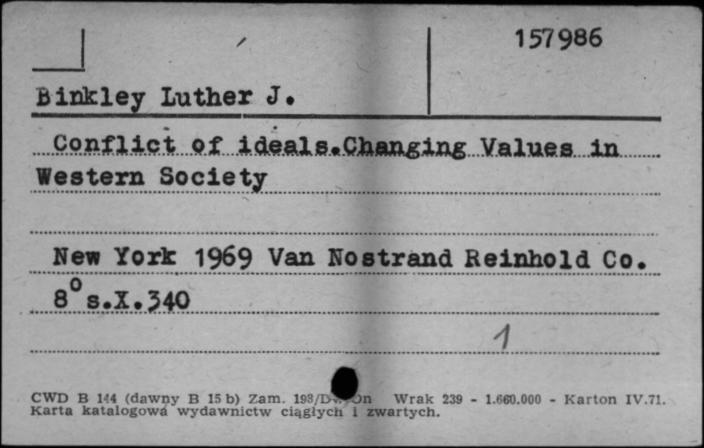 157986
Binkley Luther J.
Conflict of ideals.Changing Values in
Western Society
New York 1969 Van Nostrand Reinhold Co.
8° s.X.340
1
CWD B 144 (dawny B 15 b) Zam. Wrak 239 - 1.660.000 - Karton IV.71.
Karta katalogowa wydawnictw ciągłych i zwartych.